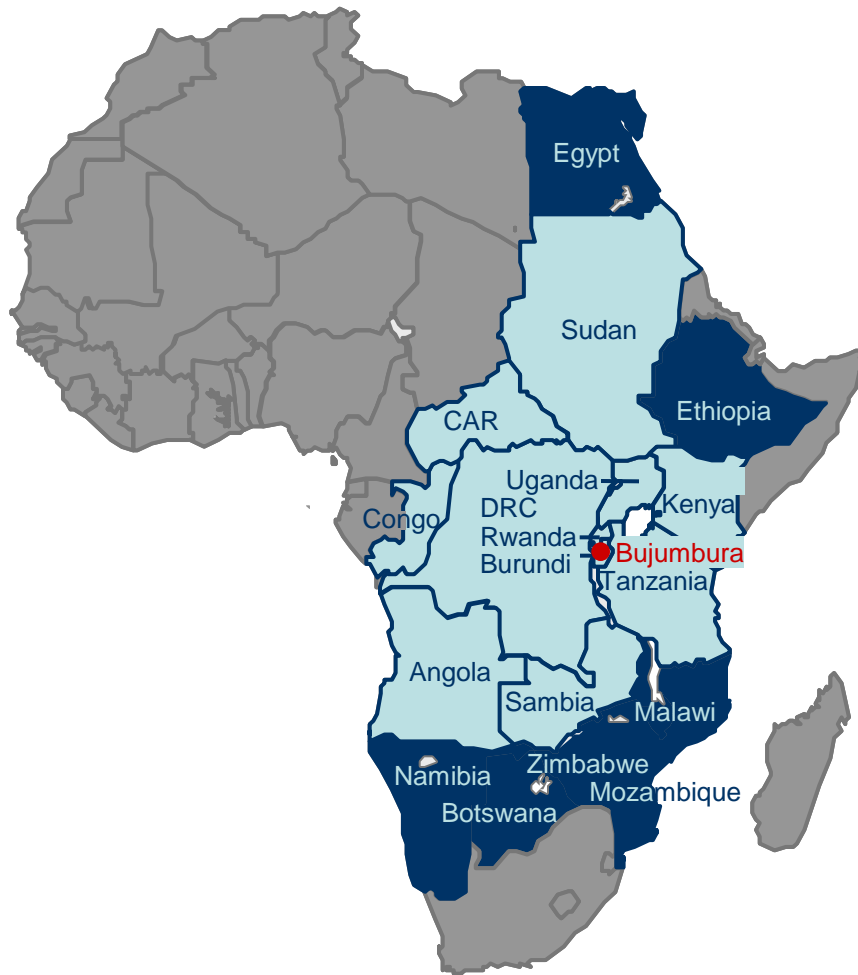 Egypt
Sudan
Ethiopia
CAR
Uganda
Kenya
DRC
Congo
Rwanda
Bujumbura
Burundi
Tanzania
Angola
Sambia
Malawi
Zimbabwe
Namibia
Mozambique
Botswana